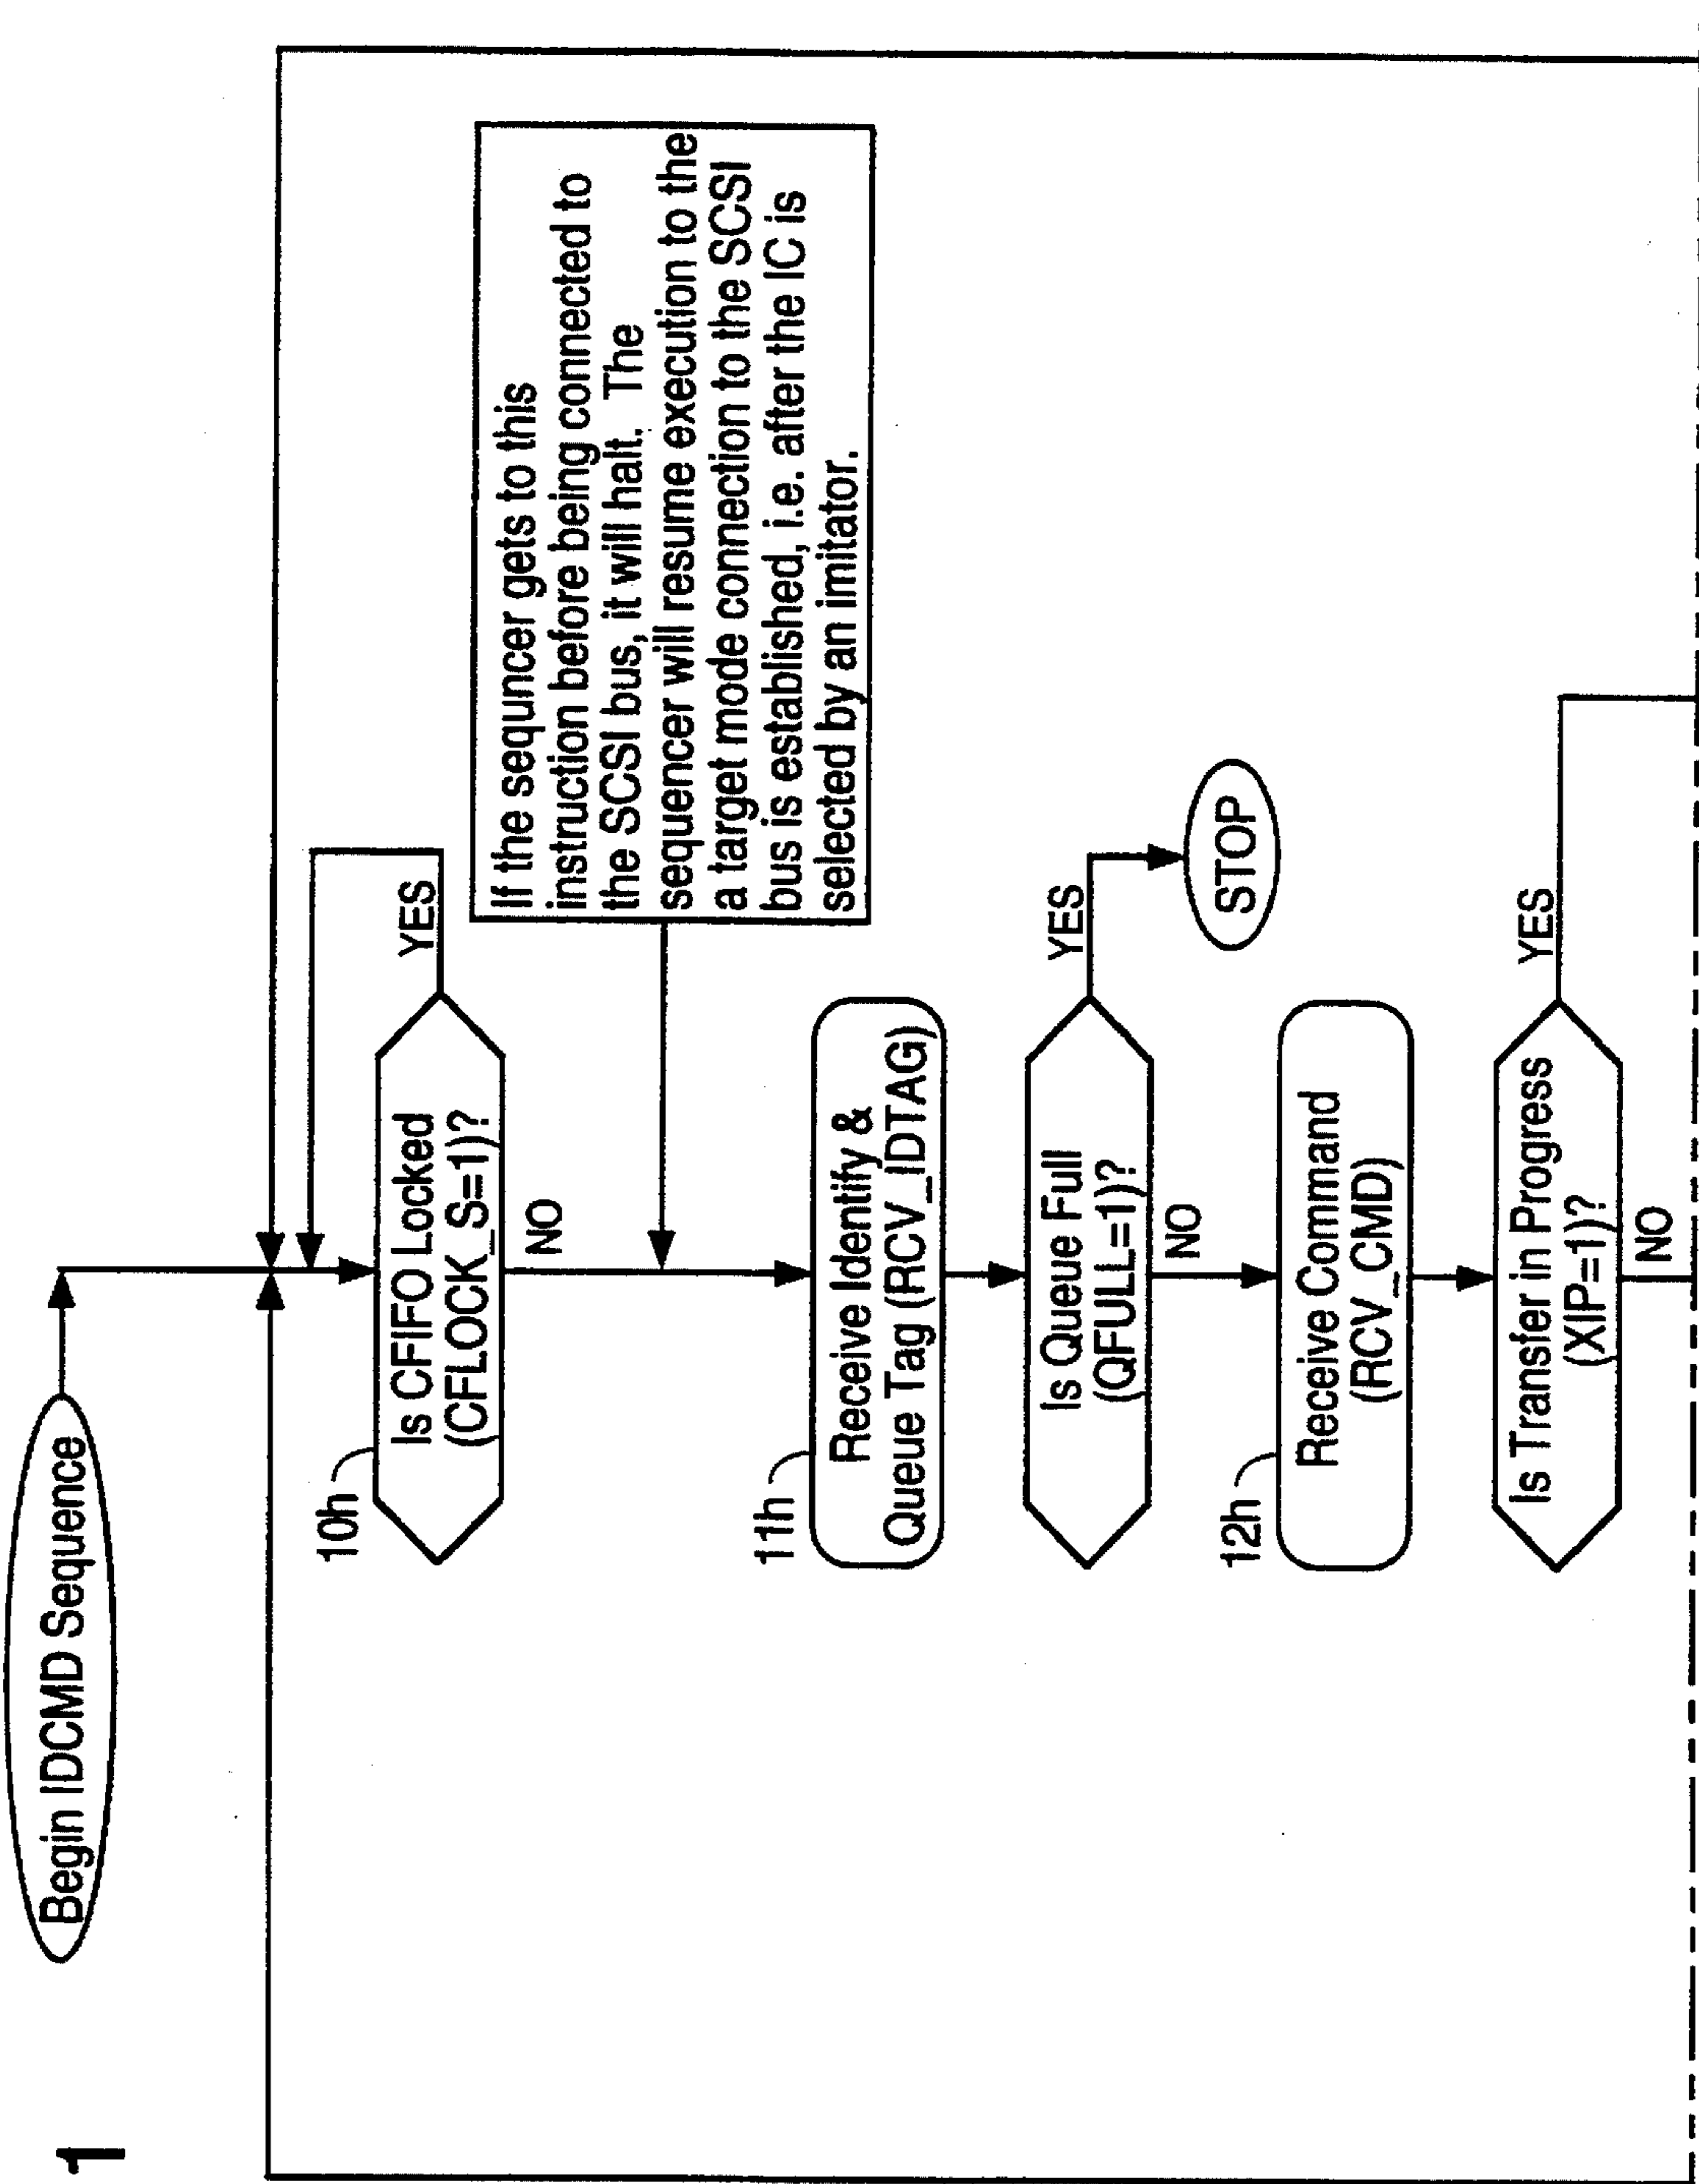 1
Begin IDCMD Sequence
10h
Is CFIFO Locked
(CFLOCK_S=1)?
YES
NO
If the sequncer gets to this
instruction before being connected to
the SCSI bus, it will halt. The
sequencer will resume execution to the
a target mode connection to the SCSI
bus is established, i.e. after the IC is
selected by an imitator.
11h
Receive Identify &
Queue Tag (RCV_IDTAG)
Is Queue Full
(QFULL=1)?
YES
STOP
NO
12h
Receive Command
(RCV_CMD)
Is Transfer in Progress
(XIP=1)?
YES
NO